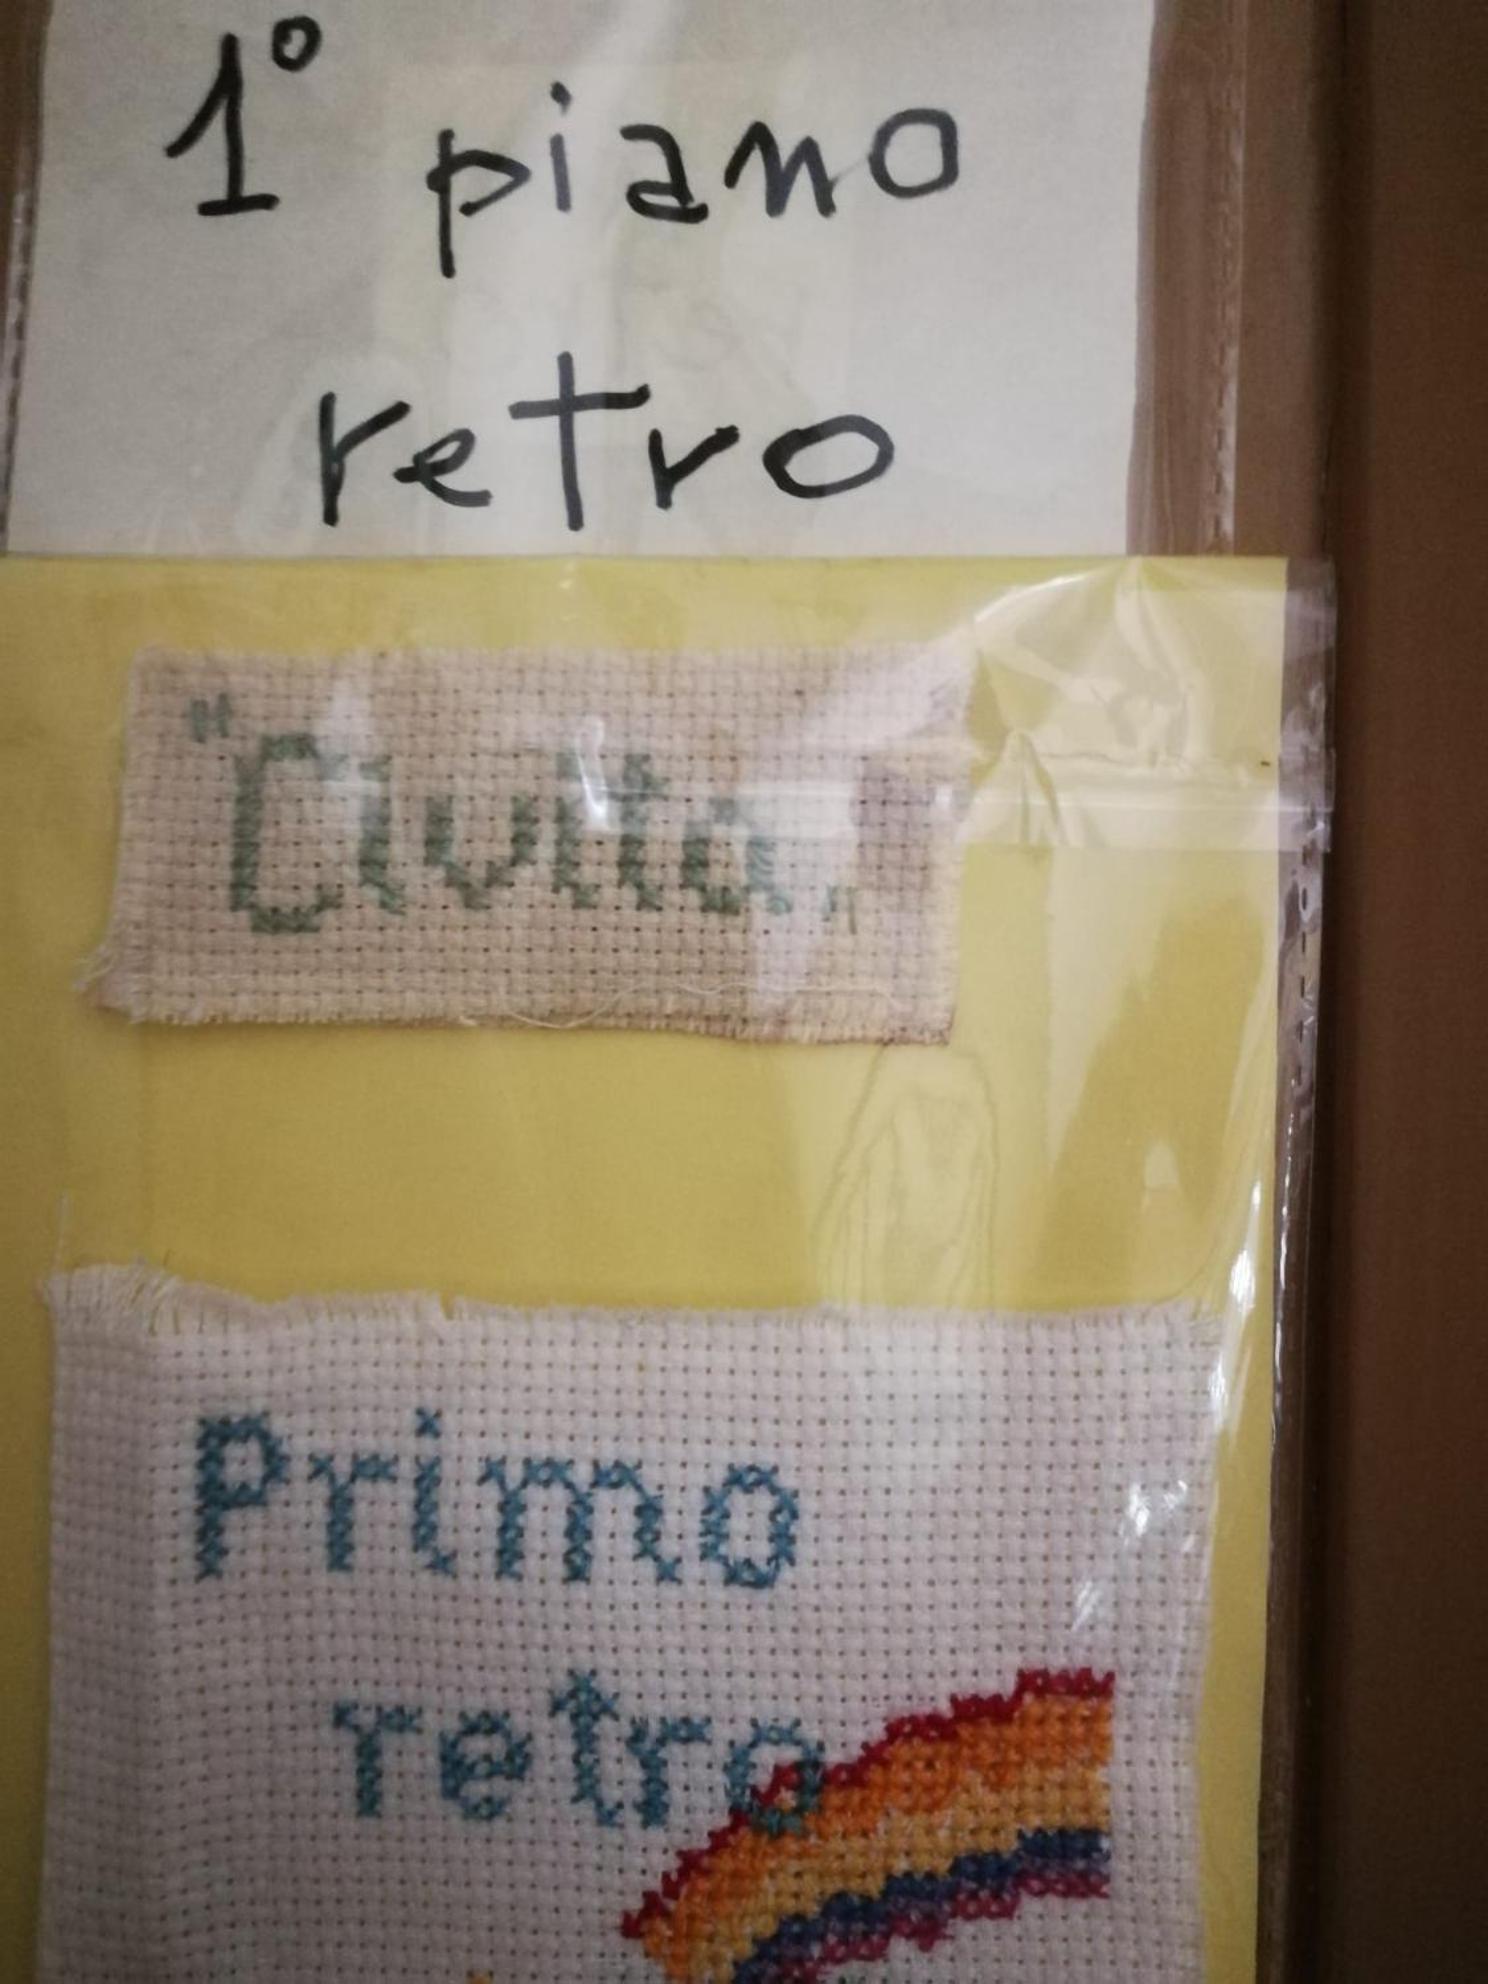 1° piano
retro
"Civita„
Primo
retro